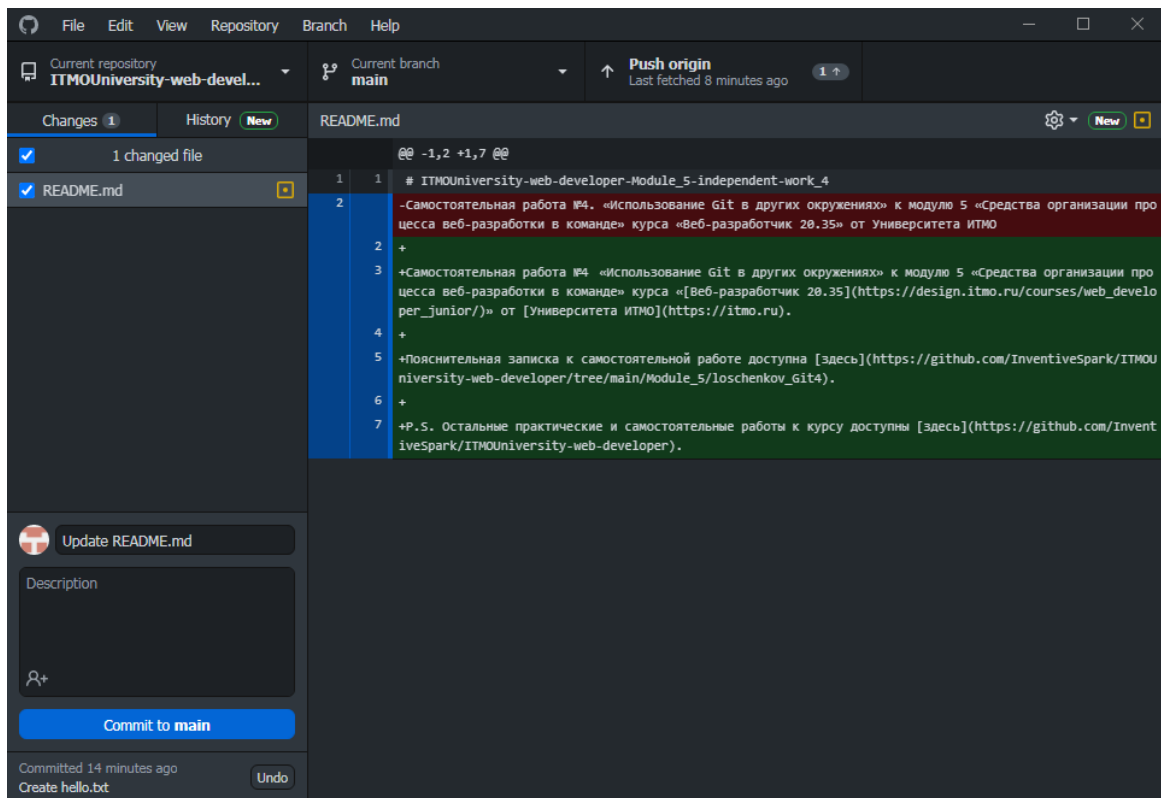 File Edit View Repository Branch Help
Current repository
ITMOUniversity-web-devel...
Current branch
main
Push origin
Last fetched 8 minutes ago
1
Changes 1
History New
README.md
New
1 changed file
README.md
@@ -1,2 +1,7 @@
1 1 # ITMOUniversity-web-developer-Module_5-independent-work_4
2 -Самостоятельная работа №4. «Использование Git в других окружениях» к модулю 5 «Средства организации про
цесса веб-разработки в команде» курса «Веб-разработчик 20.35» от Университета ИТМО
2 +
3 +Самостоятельная работа №4 «Использование Git в других окружениях» к модулю 5 «Средства организации про
цесса веб-разработки в команде» курса «[Веб-разработчик 20.35](https://design.itmo.ru/courses/web_develo
per_junior/)» от [Университета ИТМО](https://itmo.ru).
4 +
5 +Пояснительная записка к самостоятельной работе доступна [здесь](https://github.com/InventiveSpark/ITMOU
niversity-web-developer/tree/main/Module_5/loschenkov_Git4).
6 +
7 +P.S. Остальные практические и самостоятельные работы к курсу доступны [здесь](https://github.com/Invent
iveSpark/ITMOUniversity-web-developer).
Update README.md
Description
Commit to main
Committed 14 minutes ago
Create hello.txt
Undo